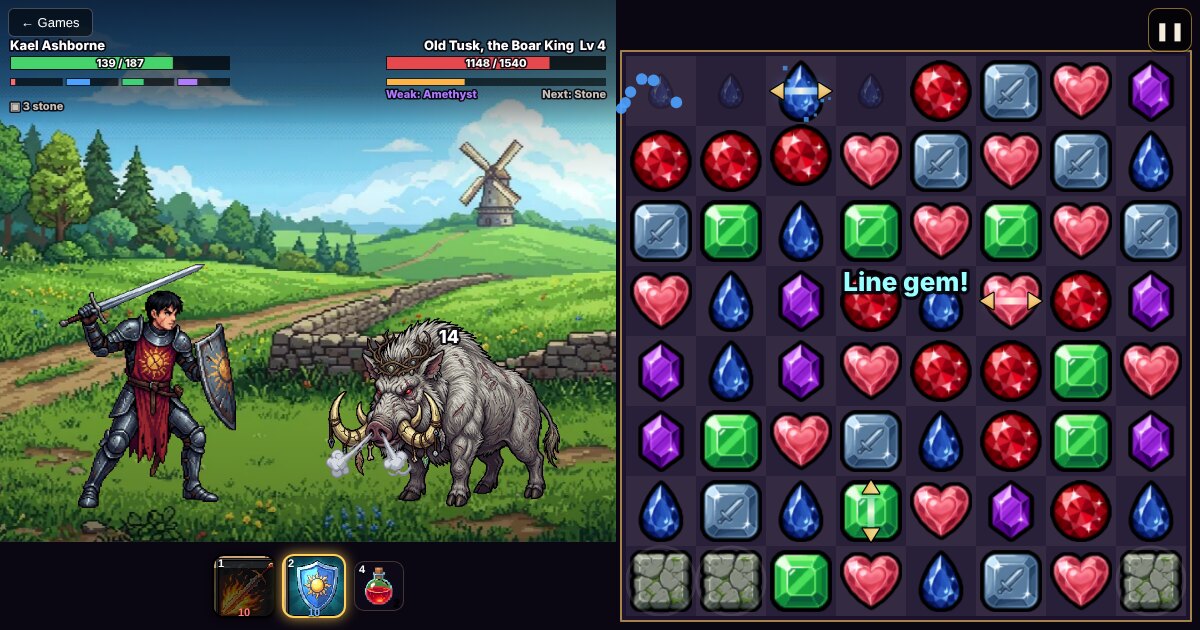 ← Games
Kael Ashborne
139 / 187
3 stone
Old Tusk, the Boar King Lv 4
1148 / 1540
Weak: Amethyst
Next: Stone
14
Line gem!
1
10
2
10
4